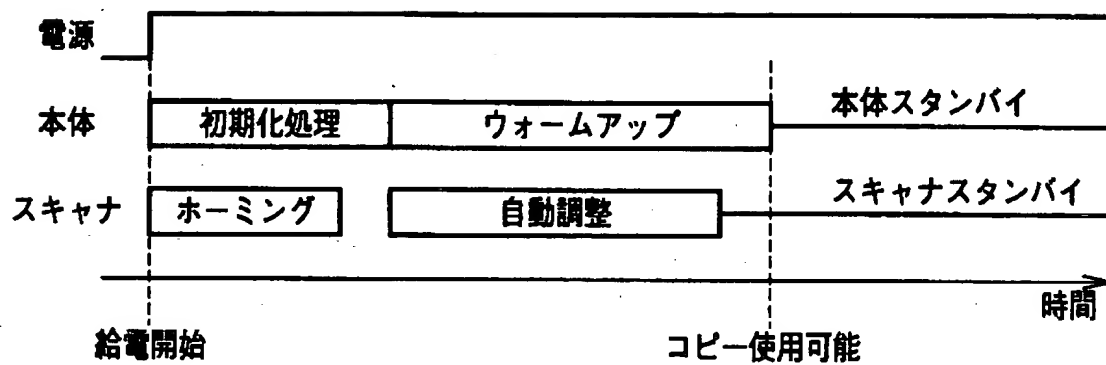 電源
本体
初期化処理
ウォームアップ
本体スタンバイ
スキャナ
ホーミング
自動調整
スキャナスタンバイ
時間
給電開始
コピー使用可能